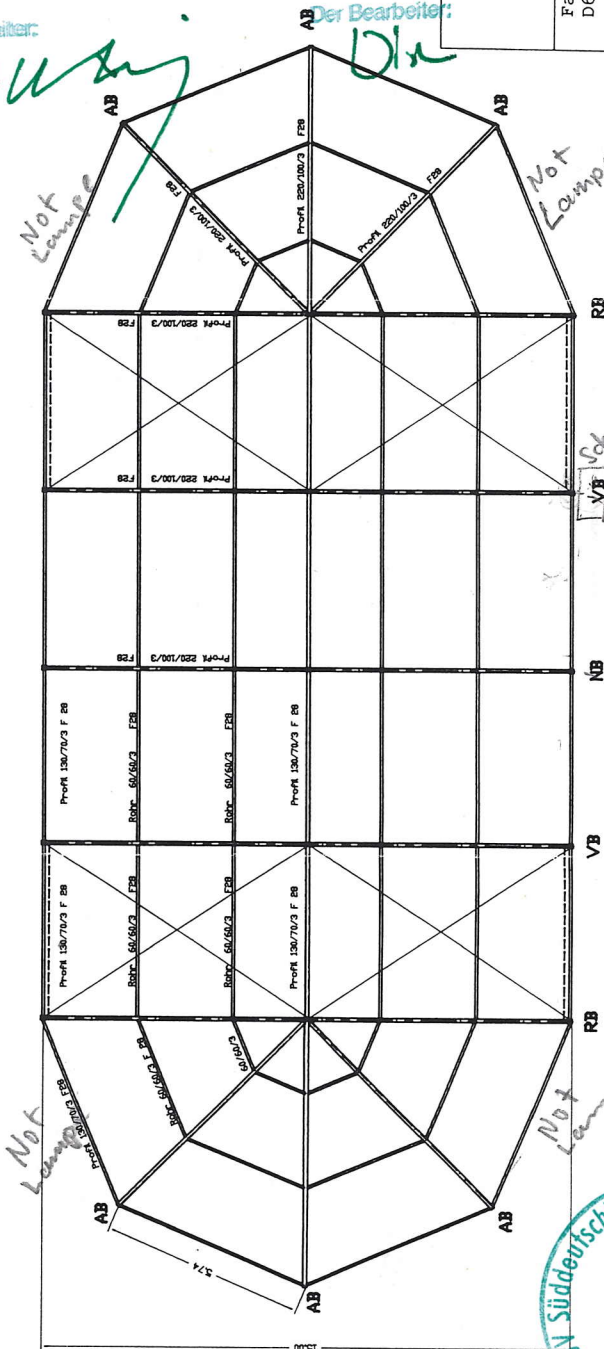 Der Bearbeiter:
AB
AB
AB
Not
Lampe
Not
F28
Profil 220/100/3
F28
Profil 220/100/3
F28
Profil 220/100/3
F28
Profil 220/100/3
RB
F28
Profil 220/100/3
VB
F28
Profil 220/100/3
NB
Profil 130/70/3 F 28
Rohr 60/60/3 F28
Rohr 60/60/3 F28
Profil 130/70/3 F 28
VB
Profil 130/70/3 F 28
Rohr 60/60/3 F28
Rohr 60/60/3 F28
Profil 130/70/3 F 28
RB
Profil 130/70/3 F28
Rohr 60/60/3 F 28
60/60/3
Not
Lampe
Not
AB
AB
AB
5.74
15.00